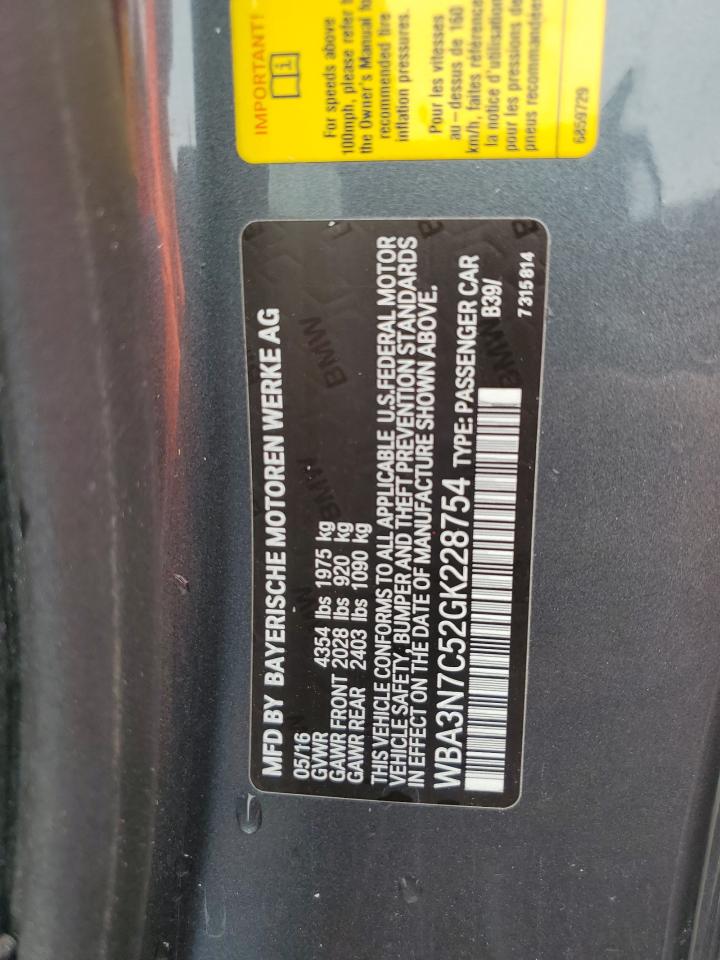 MFD BY BAYERISCHE MOTOREN WERKE AG
05/16
GVWR 4354 lbs 1975 kg
GAWR FRONT 2028 lbs 920 kg
GAWR REAR 2403 lbs 1090 kg
THIS VEHICLE CONFORMS TO ALL APPLICABLE U.S. FEDERAL MOTOR
VEHICLE SAFETY, BUMPER AND THEFT PREVENTION STANDARDS
IN EFFECT ON THE DATE OF MANUFACTURE SHOWN ABOVE.
WBA3N7C52GK228754 TYPE: PASSENGER CAR
B39/
7 315 814
BMW
BMW
BMW
IMPORTANT!
For speeds above
100mph, please refer
the Owner's Manual
recommended tire
inflation pressures.
Pour les vitesses
au-dessus de 160
km/h, faites référence
la notice d'utilisation
pour les pressions de
pneus recommandées
6859729